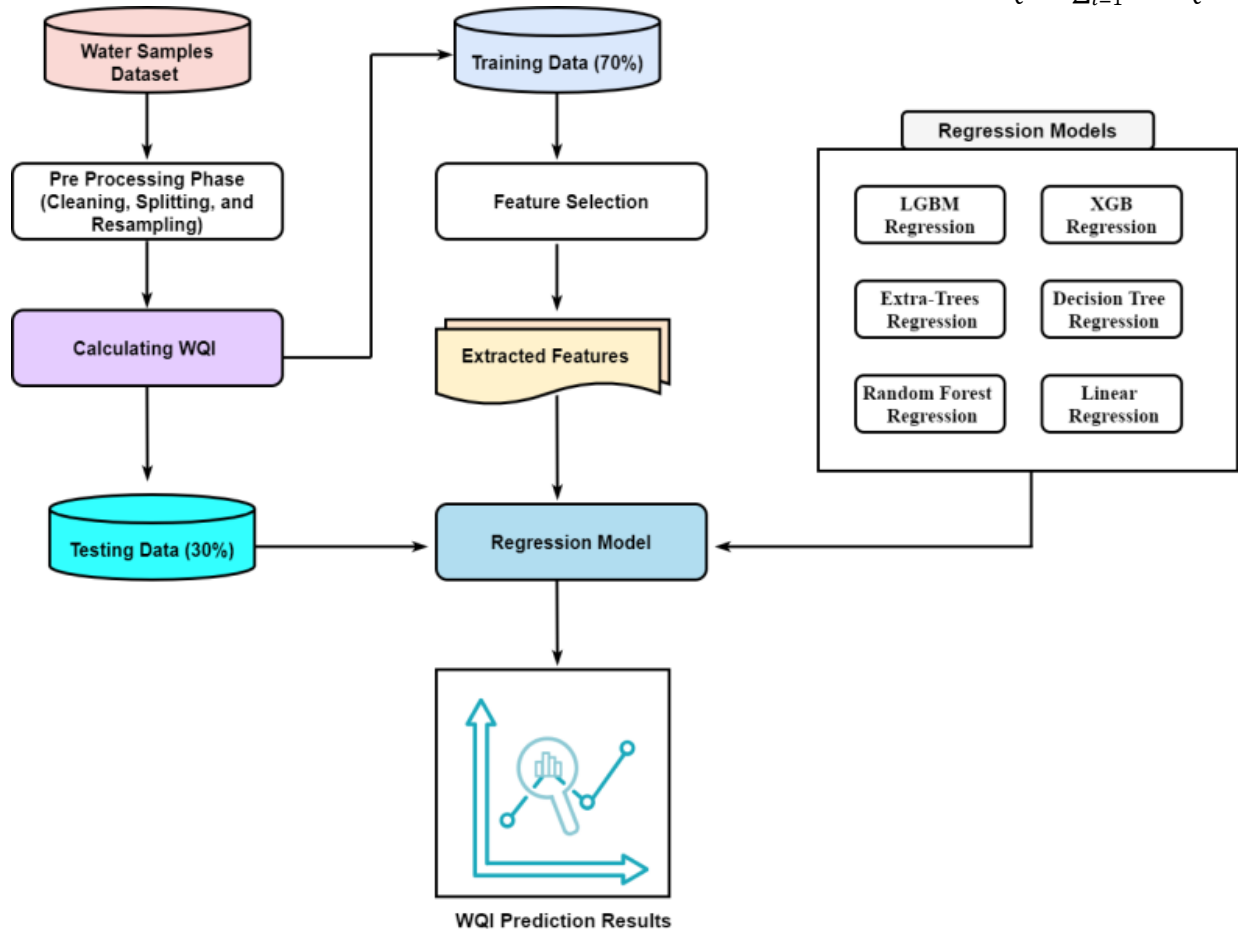 Water Samples
Dataset
Training Data (70%)
Pre Processing Phase
(Cleaning, Splitting, and
Resampling)
Feature Selection
Calculating WQI
Extracted Features
Testing Data (30%)
Regression Model
Regression Models
LGBM
Regression
XGB
Regression
Extra-Trees
Regression
Decision Tree
Regression
Random Forest
Regression
Linear
Regression
WQI Prediction Results